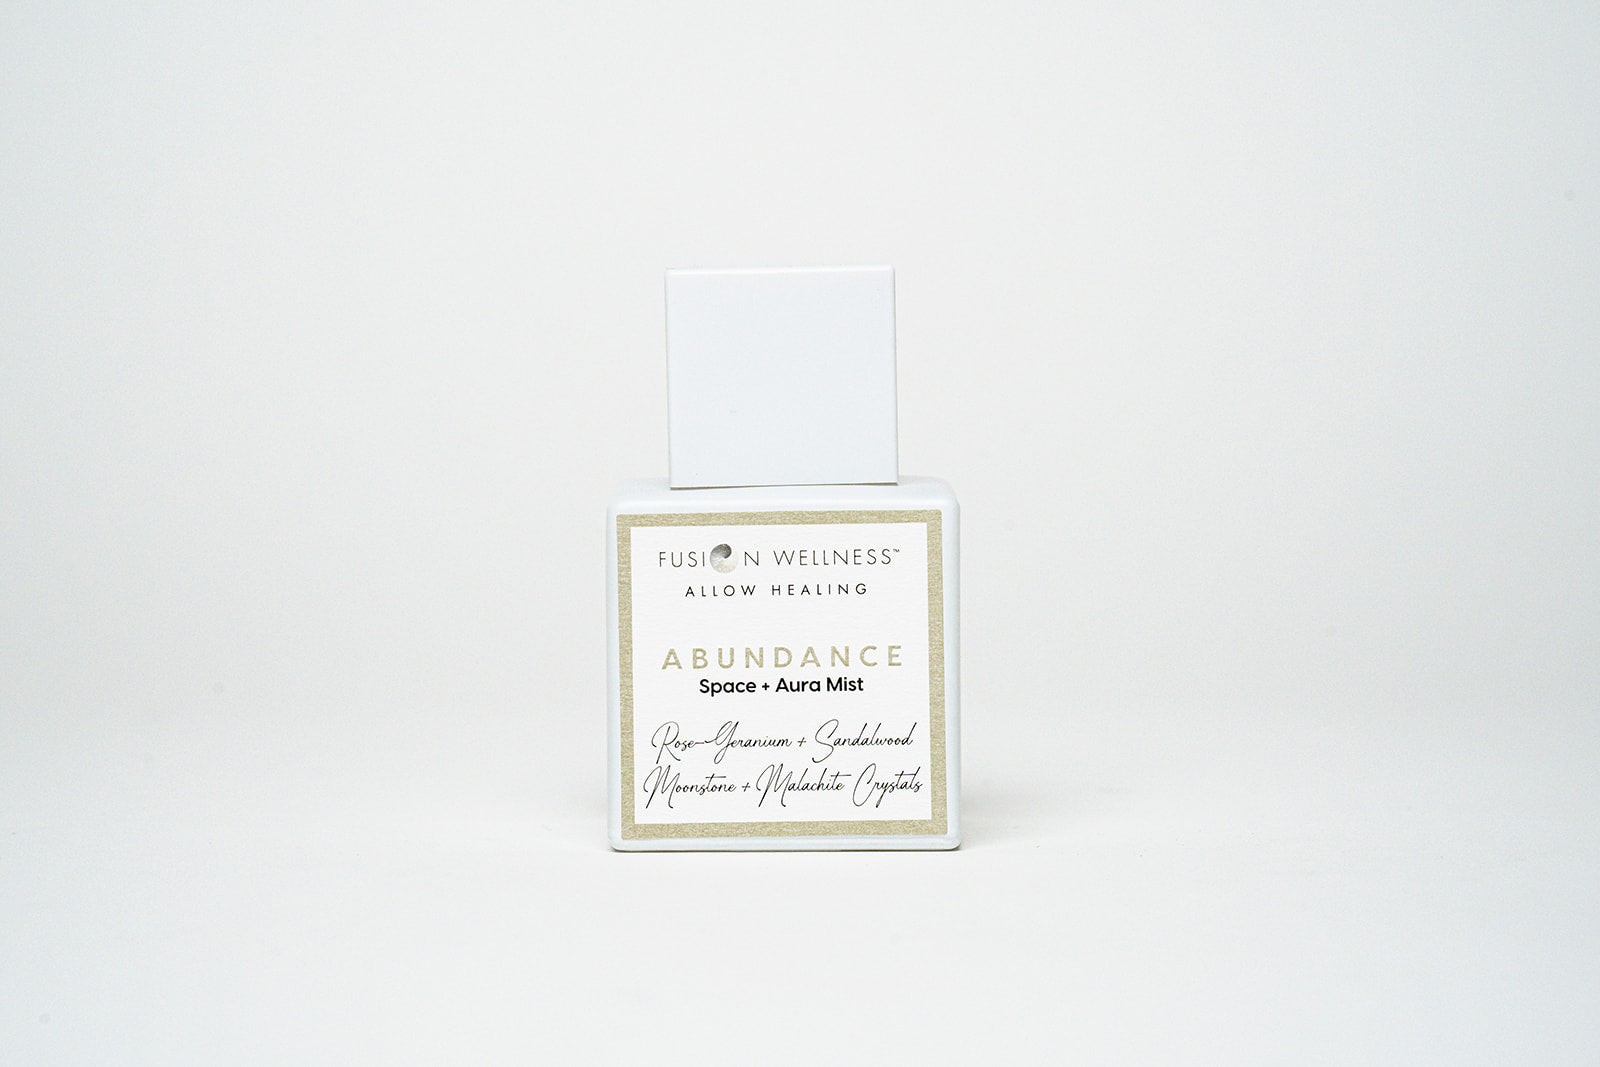 FUSION WELLNESS™
ALLOW HEALING
ABUNDANCE
Space + Aura Mist
Rose-Geranium + Sandalwood
Moonstone + Malachite Crystals